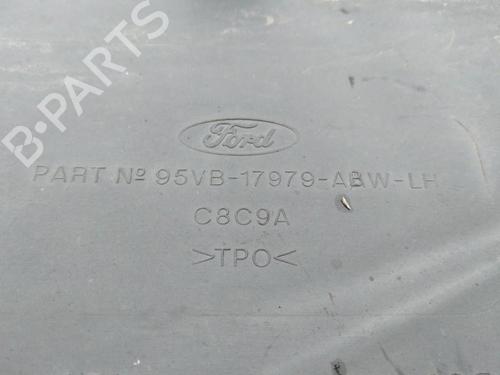 B-PARTS
Ford
PART Nº 95VB-17979-ABW-LH
C8C9A
>TPO<